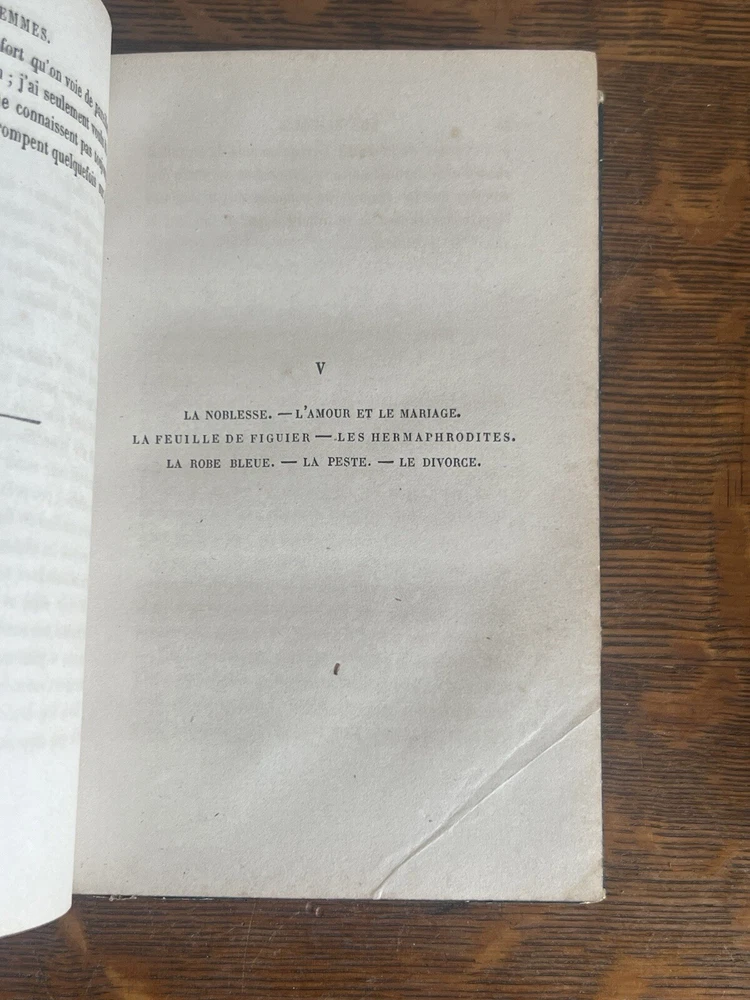 EMMES.
fort qu'on voie de
; j'ai seulement
connaissent pas
rompent quelquefois
V
LA NOBLESSE. — L'AMOUR ET LE MARIAGE.
LA FEUILLE DE FIGUIER — LES HERMAPHRODITES.
LA ROBE BLEUE. — LA PESTE. — LE DIVORCE.